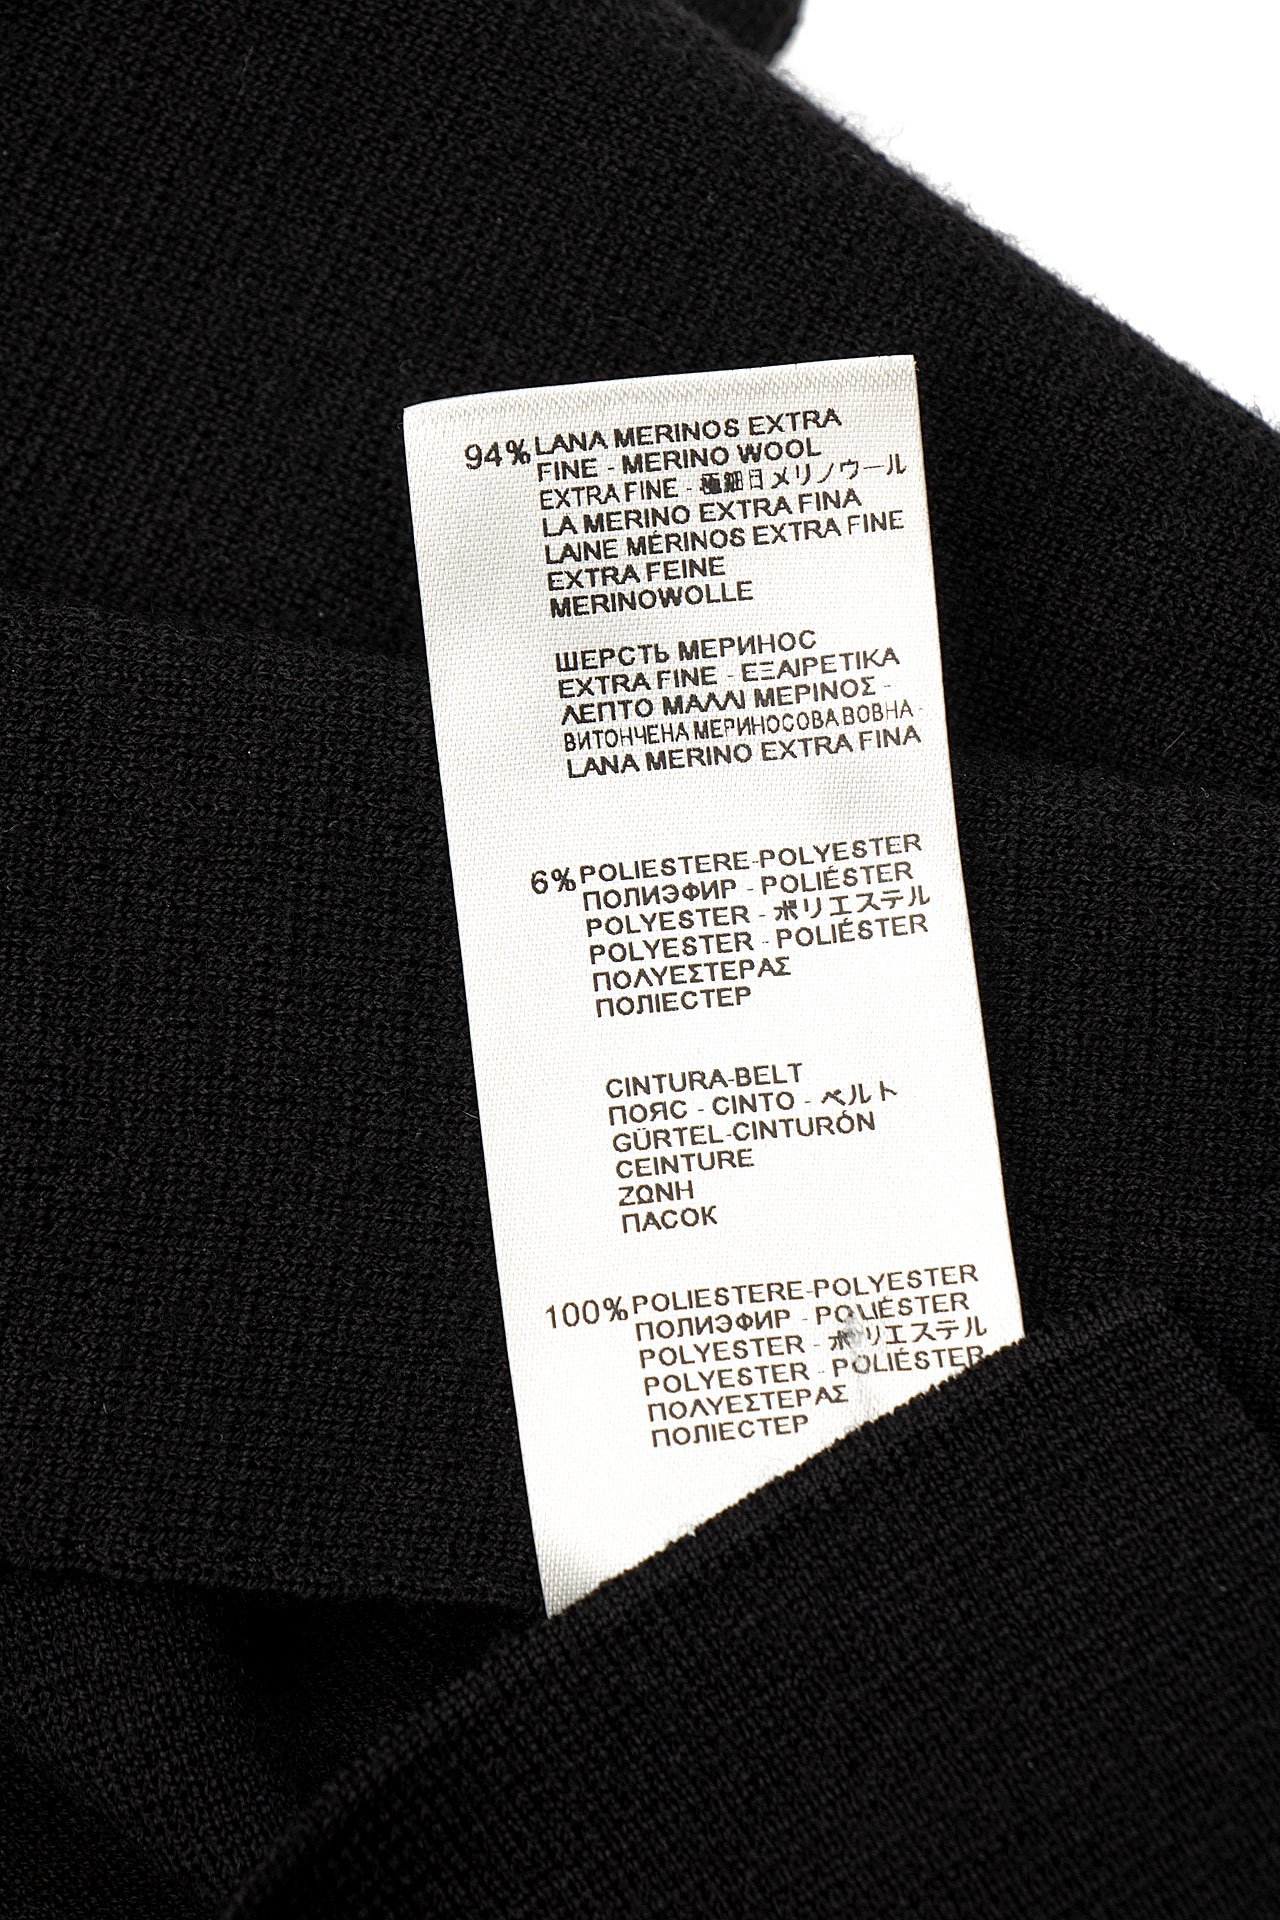 94% LANA MERINOS EXTRA
FINE - MERINO WOOL
EXTRA FINE - 極細目メリノウール
LA MERINO EXTRA FINA
LAINE MÉRINOS EXTRA FINE
EXTRA FEINE
MERINOWOLLE
ШЕРСТЬ МЕРИНОС
EXTRA FINE - ΕΞΑΙΡΕΤΙΚΑ
ΛΕΠΤΟ ΜΑΛΛΙ ΜΕΡΙΝΟΣ -
ВИТОНЧЕНА МЕРИНОСОВА ВОВНА -
LANA MERINO EXTRA FINA
6% POLIESTERE-POLYESTER
ПОЛИЭФИР - POLIÉSTER
POLYESTER - ポリエステル
POLYESTER - POLIÉSTER
ΠΟΛΥΕΣΤΕΡΑΣ
ПОЛІЕСТЕР
CINTURA-BELT
ПОЯС - CINTO - ベルト
GÜRTEL-CINTURÓN
CEINTURE
ΖΩΝΗ
ПАСОК
100% POLIESTERE-POLYESTER
ПОЛИЭФИР - POLIÉSTER
POLYESTER - ポリエステル
POLYESTER - POLIÉSTER
ΠΟΛΥΕΣΤΕΡΑΣ
ПОЛІЕСТЕР